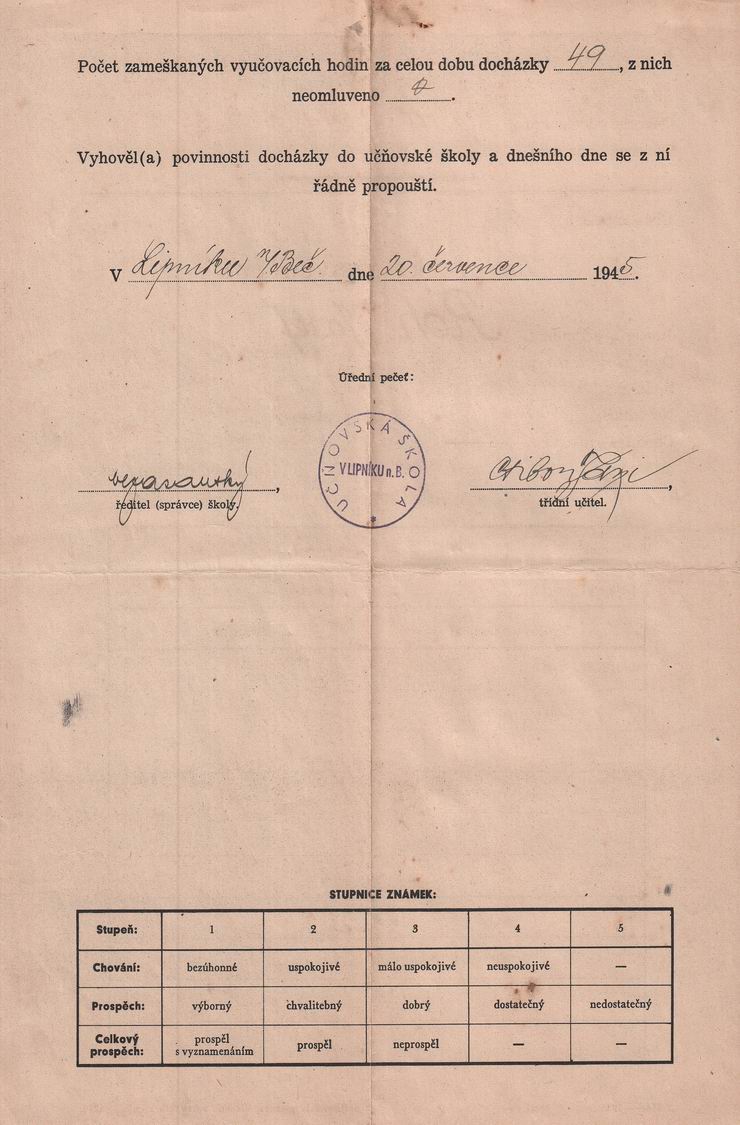 Počet zameškaných vyučovacích hodin za celou dobu docházky 49, z nich
neomluveno 0.
Vyhověl(a) povinnosti docházky do učňovské školy a dnešního dne se z ní
řádně propouští.
V Lipníku n/Beč. dne 20. července 1945.
Úřední pečeť:
UČŇOVSKÁ ŠKOLA
V LIPNÍKU n. B.
*
ředitel (správce) školy.
třídní učitel.
STUPNICE ZNÁMEK:
Stupeň: 1 2 3 4 5
Chování: bezúhonné uspokojivé málo uspokojivé neuspokojivé —
Prospěch: výborný chvalitebný dobrý dostatečný nedostatečný
Celkový prospěch: prospěl s vyznamenáním prospěl neprospěl — —